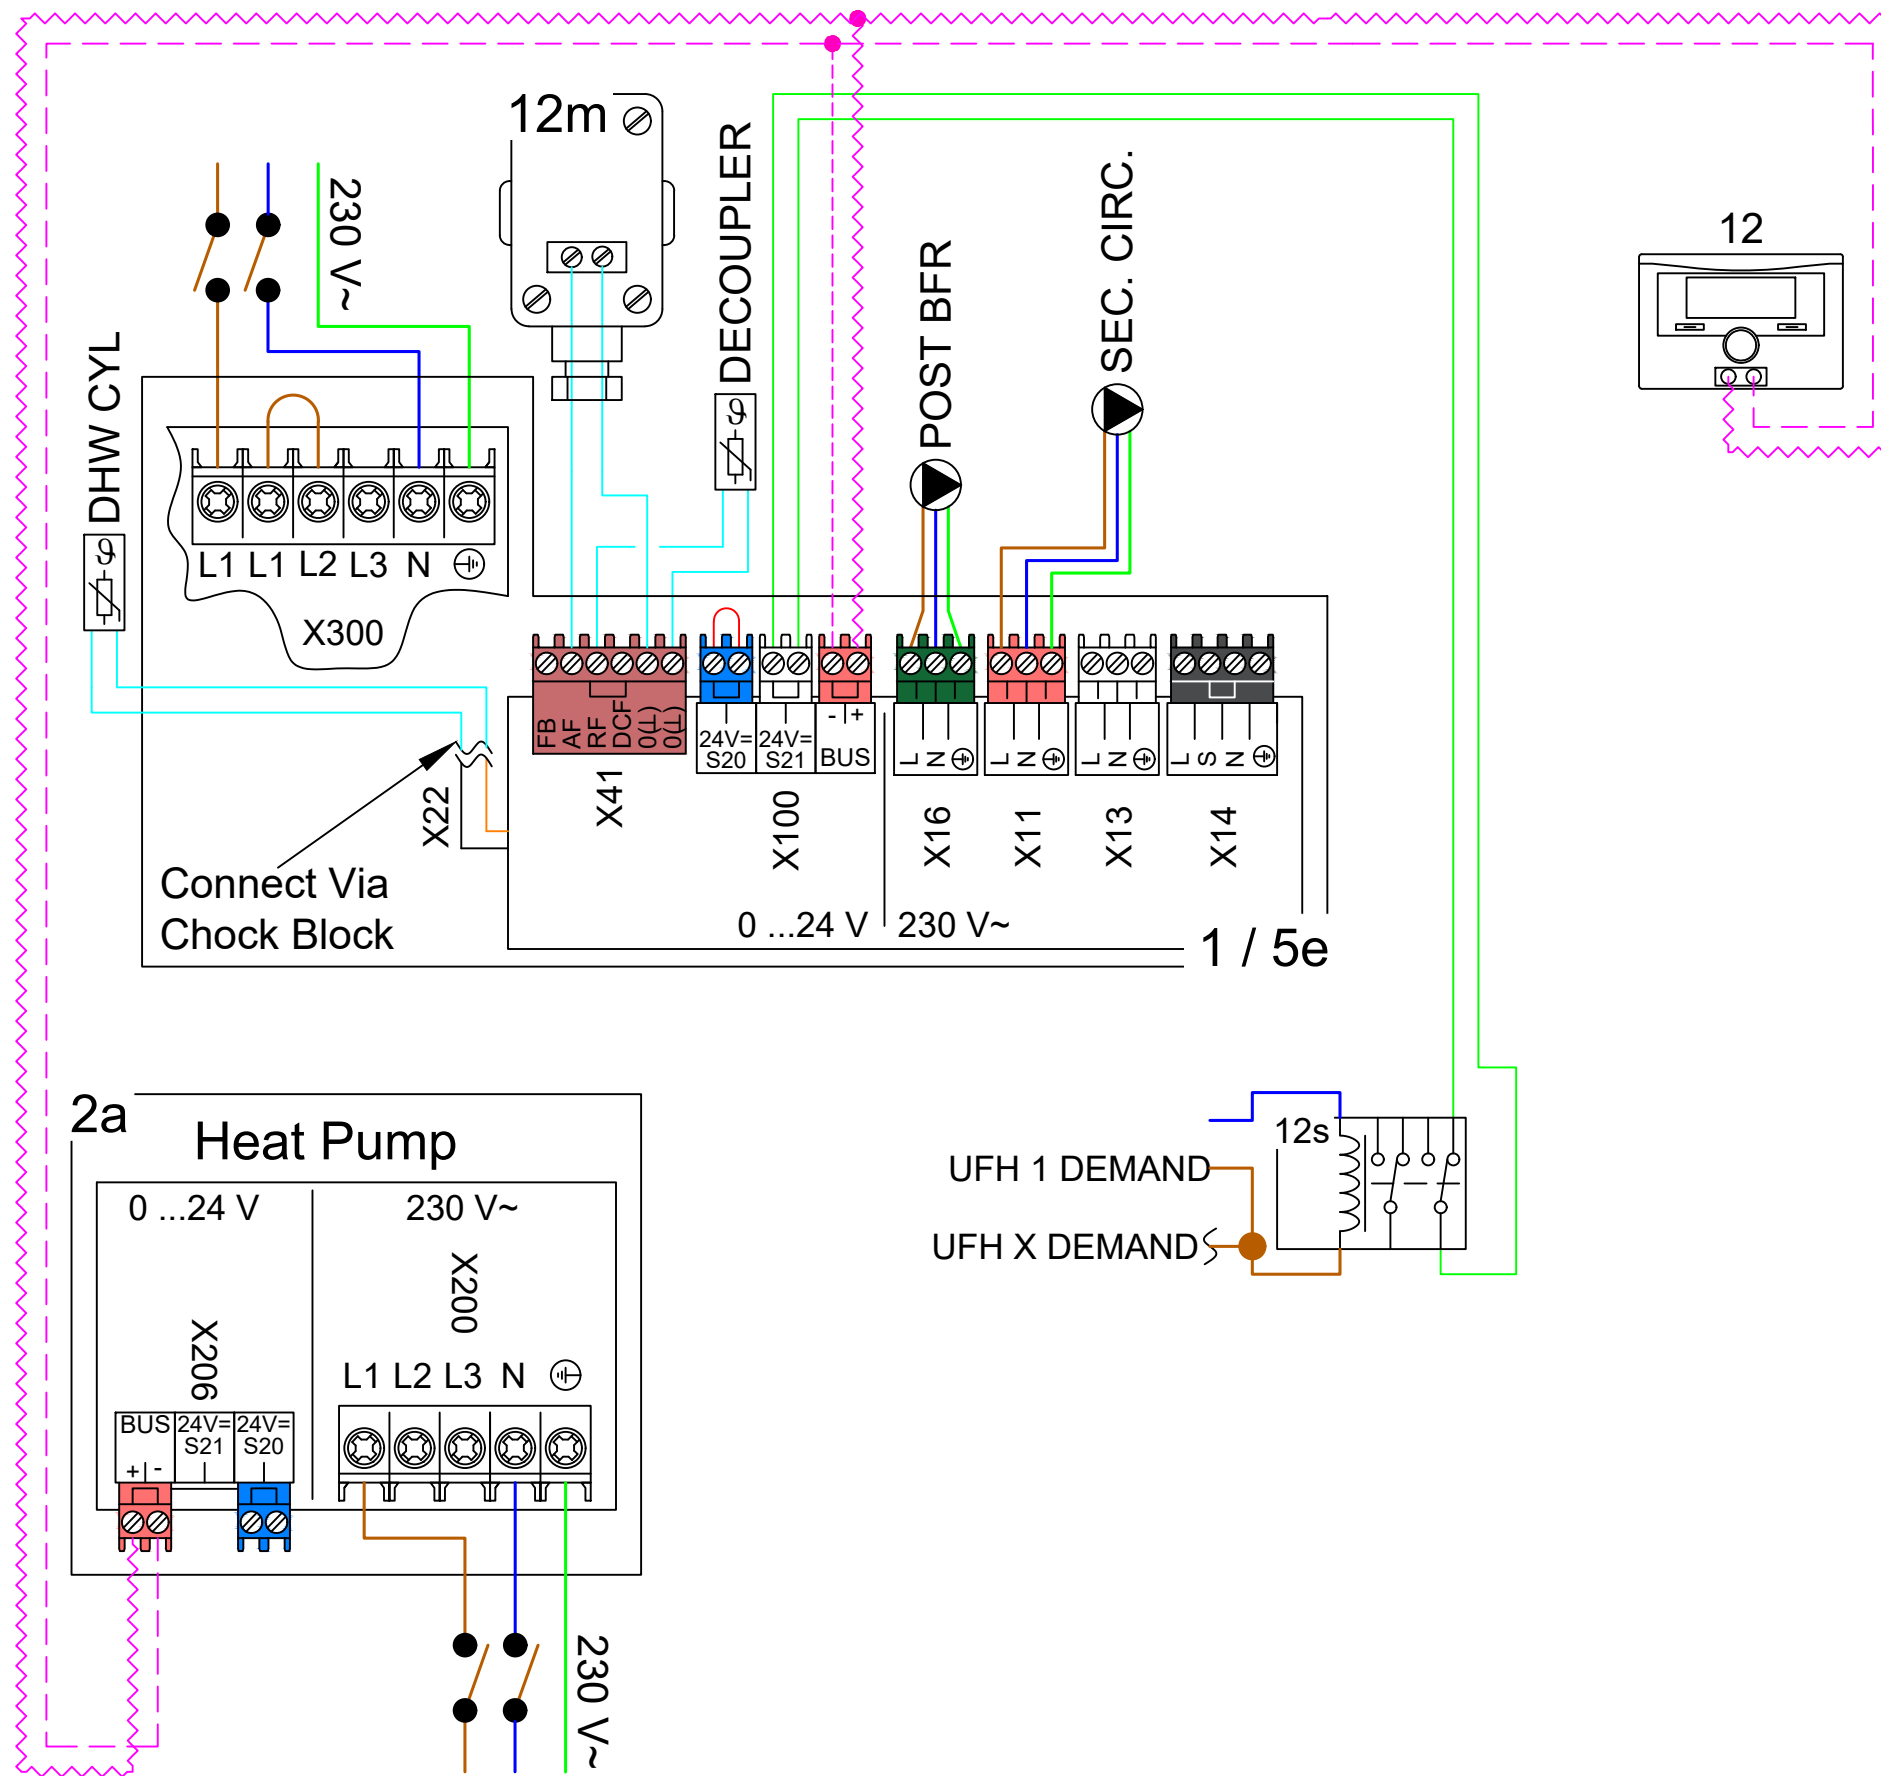 12m
DECOUPLER
SEC. CIRC.
230 V~
POST BFR
12
DHW CYL
L1 L1 L2 L3 N
X300
FB
AF
RF
DCF
0(⊥)
0(⊥)
24V=
S20
24V=
S21
- +
BUS
L N
L N
L N
L S N
X22
X41
X100
X16
X11
X13
X14
Connect Via
Chock Block
0 ...24 V
230 V~
1 / 5e
2a
Heat Pump
0 ...24 V
230 V~
X206
X200
L1 L2 L3 N
BUS
+ -
24V=
S21
24V=
S20
230 V~
12s
UFH 1 DEMAND
UFH X DEMAND